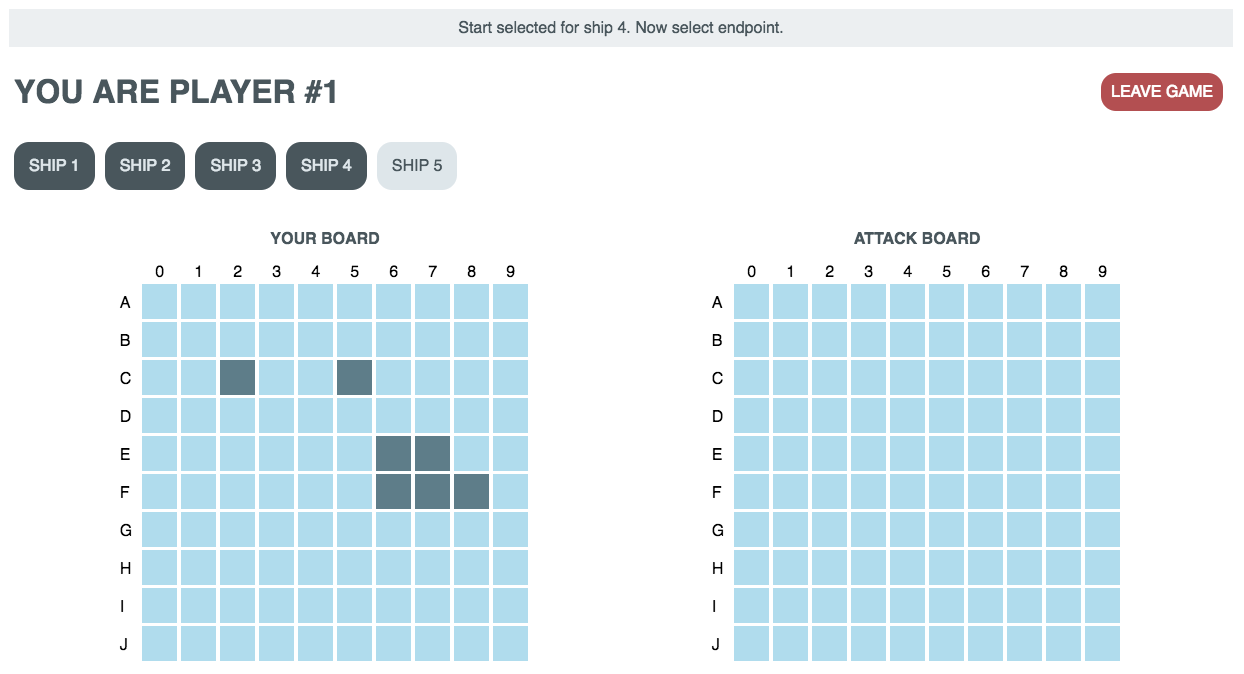 Start selected for ship 4. Now select endpoint.
YOU ARE PLAYER #1
LEAVE GAME
SHIP 1 SHIP 2 SHIP 3 SHIP 4 SHIP 5
YOUR BOARD
0 1 2 3 4 5 6 7 8 9
A
B
C
D
E
F
G
H
I
J
ATTACK BOARD
0 1 2 3 4 5 6 7 8 9
A
B
C
D
E
F
G
H
I
J